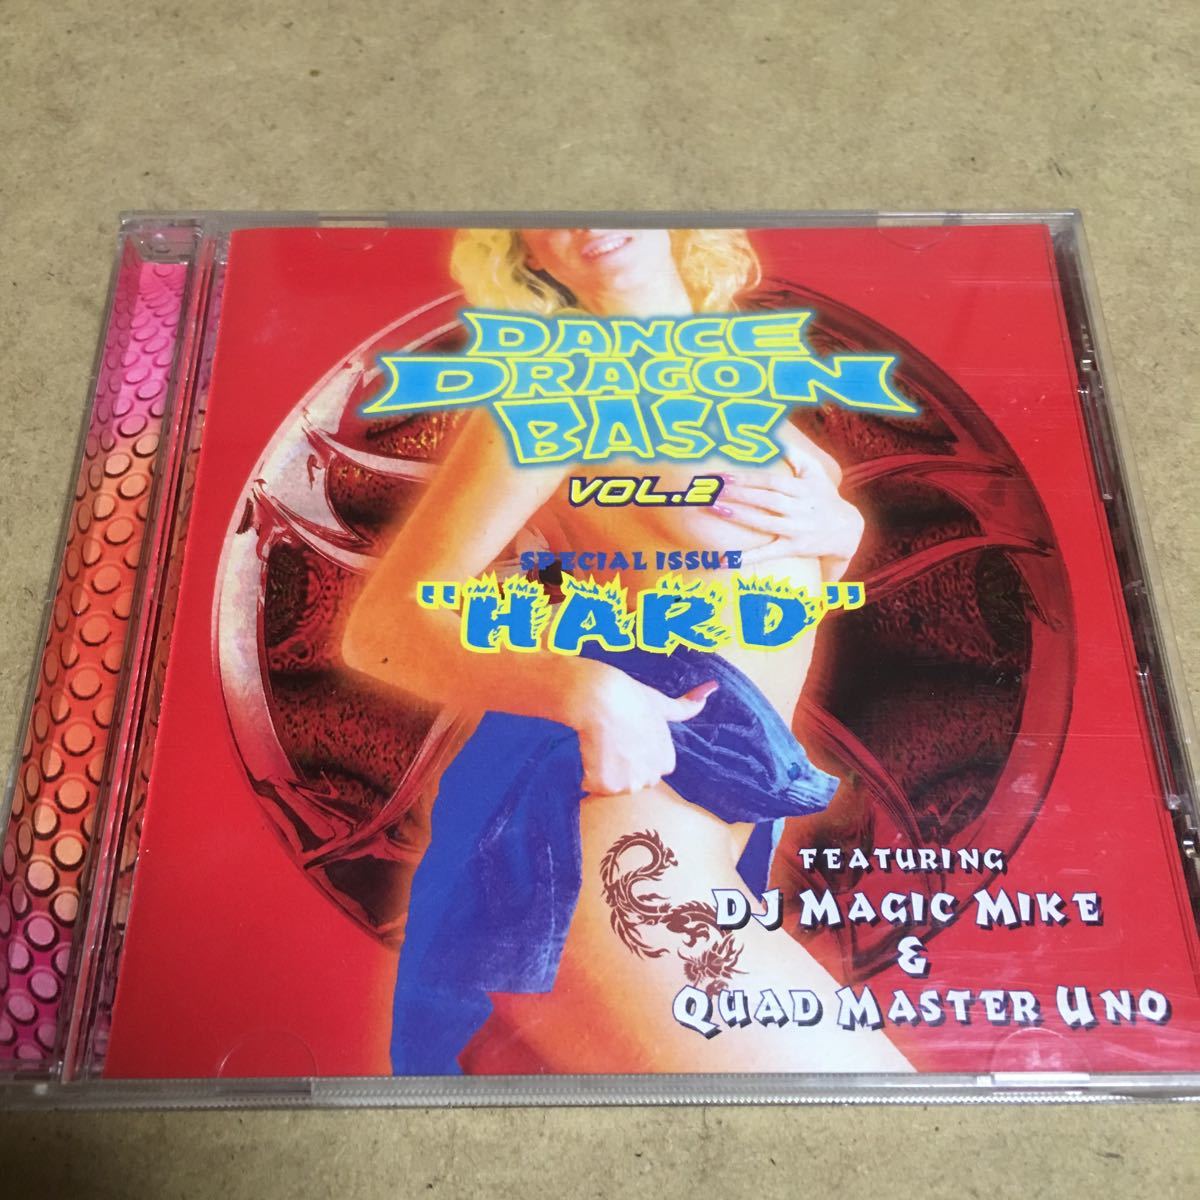 DANCE
DRAGON
BASS
VOL.2
SPECIAL ISSUE
"HARD"
FEATURING
DJ MAGIC MIKE
&
QUAD MASTER UNO